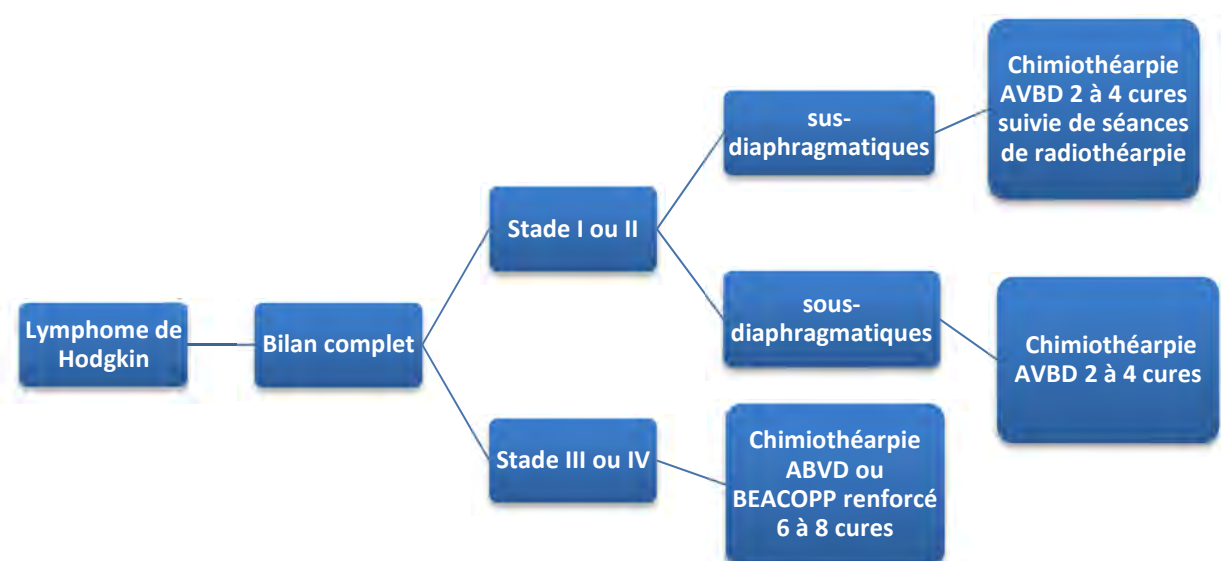 Lymphome de
Hodgkin
Bilan complet
Stade I ou II
sus-
diaphragmatiques
Chimiothéarpie
AVBD 2 à 4 cures
suivie de séances
de radiothéarpie
sous-
diaphragmatiques
Chimiothéarpie
AVBD 2 à 4 cures
Stade III ou IV
Chimiothéarpie
ABVD ou
BEACOPP renforcé
6 à 8 cures